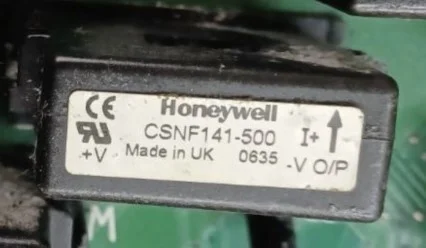 CE Honeywell
CSNF141-500 I+
+V Made in UK 0635 -V O/P
M